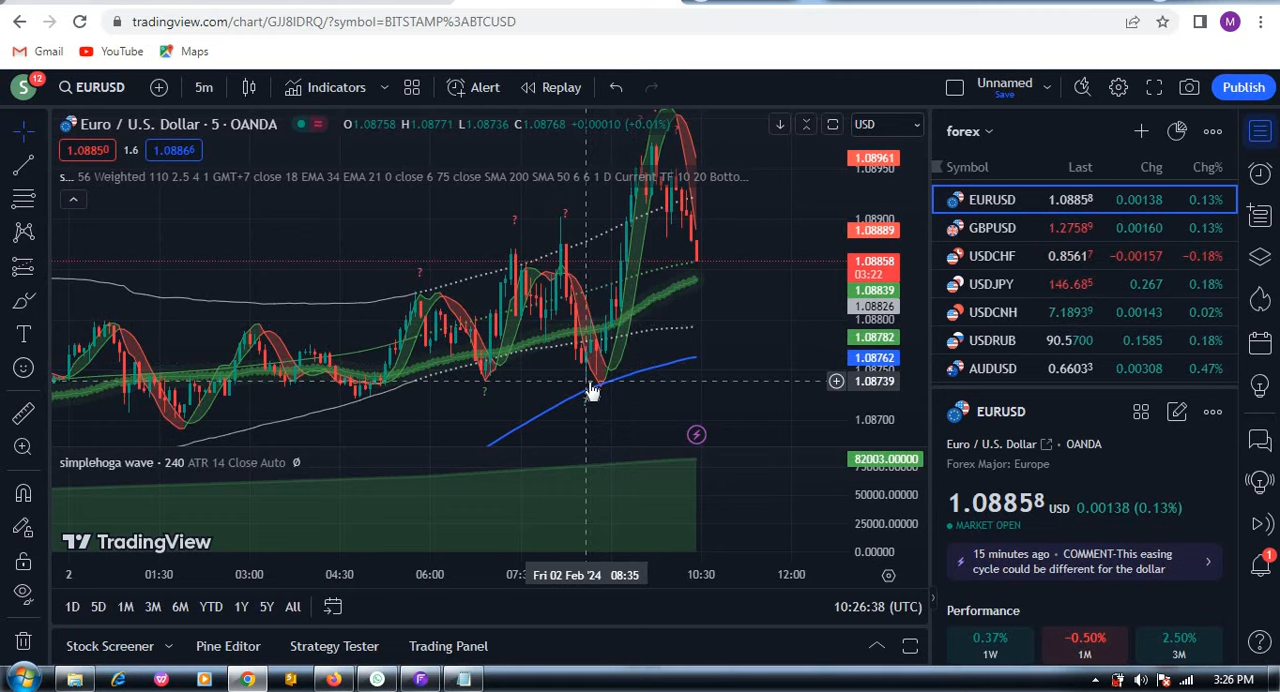 tradingview.com/chart/GJJ8IDRQ/?symbol=BITSTAMP%3ABTCUSD
M
Gmail YouTube Maps
S 12 EURUSD 5m Indicators Alert Replay Unnamed Save Publish
Euro / U.S. Dollar · 5 · OANDA O1.08758 H1.08771 L1.08736 C1.08768 +0.00010 (+0.01%) USD
1.08850 1.6 1.08866
s... 56 Weighted 110 2.5 4 1 GMT+7 close 18 EMA 34 EMA 21 0 close 6 75 close SMA 200 SMA 50 6 6 1 D Current TF 10 20 Botto...
1.08961
1.08950
1.08900
1.08889
1.08858
03:22
1.08839
1.08826
1.08800
1.08782
1.08762
1.08750
1.08739
1.08700
? ? ? ? ?
simplehoga wave · 240 ATR 14 Close Auto Ø
82003.00000
75000.00000
50000.00000
25000.00000
0.00000
TradingView
2 01:30 03:00 04:30 06:00 07: Fri 02 Feb '24 08:35 10:30 12:00
1D 5D 1M 3M 6M YTD 1Y 5Y All 10:26:38 (UTC)
Stock Screener Pine Editor Strategy Tester Trading Panel
forex
Symbol Last Chg Chg%
EURUSD 1.08858 0.00138 0.13%
GBPUSD 1.27589 0.00160 0.13%
USDCHF 0.85617 -0.00157 -0.18%
USDJPY 146.685 0.267 0.18%
USDCNH 7.18993 0.00143 0.02%
USDRUB 90.5700 0.1585 0.18%
AUDUSD 0.66033 0.00308 0.47%
EURUSD
Euro / U.S. Dollar OANDA
Forex Major: Europe
1.08858 USD 0.00138 (0.13%)
MARKET OPEN
15 minutes ago · COMMENT-This easing
cycle could be different for the dollar
Performance
0.37% -0.50% 2.50%
1W 1M 3M
1
3:26 PM